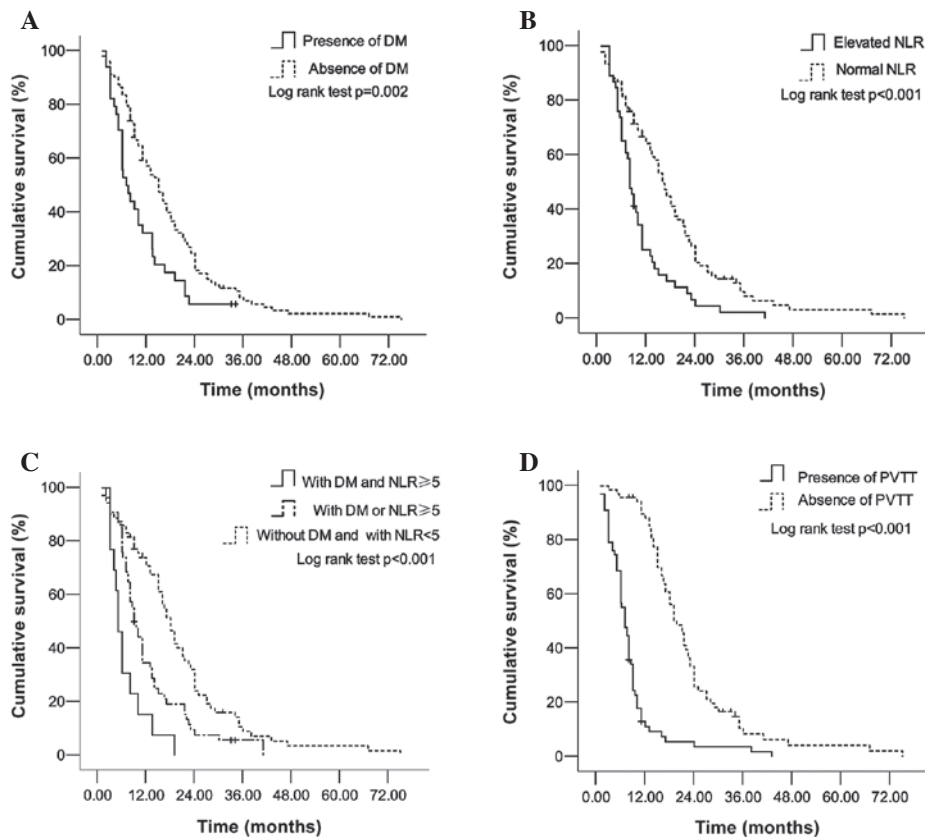 A
Presence of DM
Absence of DM
Log rank test p=0.002
Cumulative survival (%)
100
80
60
40
20
0
0.00 12.00 24.00 36.00 48.00 60.00 72.00
Time (months)
B
Elevated NLR
Normal NLR
Log rank test p<0.001
Cumulative survival (%)
100
80
60
40
20
0
0.00 12.00 24.00 36.00 48.00 60.00 72.00
Time (months)
C
With DM and NLR≥5
With DM or NLR≥5
Without DM and with NLR<5
Log rank test p<0.001
Cumulative survival (%)
100
80
60
40
20
0
0.00 12.00 24.00 36.00 48.00 60.00 72.00
Time (months)
D
Presence of PVTT
Absence of PVTT
Log rank test p<0.001
Cumulative survival (%)
100
80
60
40
20
0
0.00 12.00 24.00 36.00 48.00 60.00 72.00
Time (months)